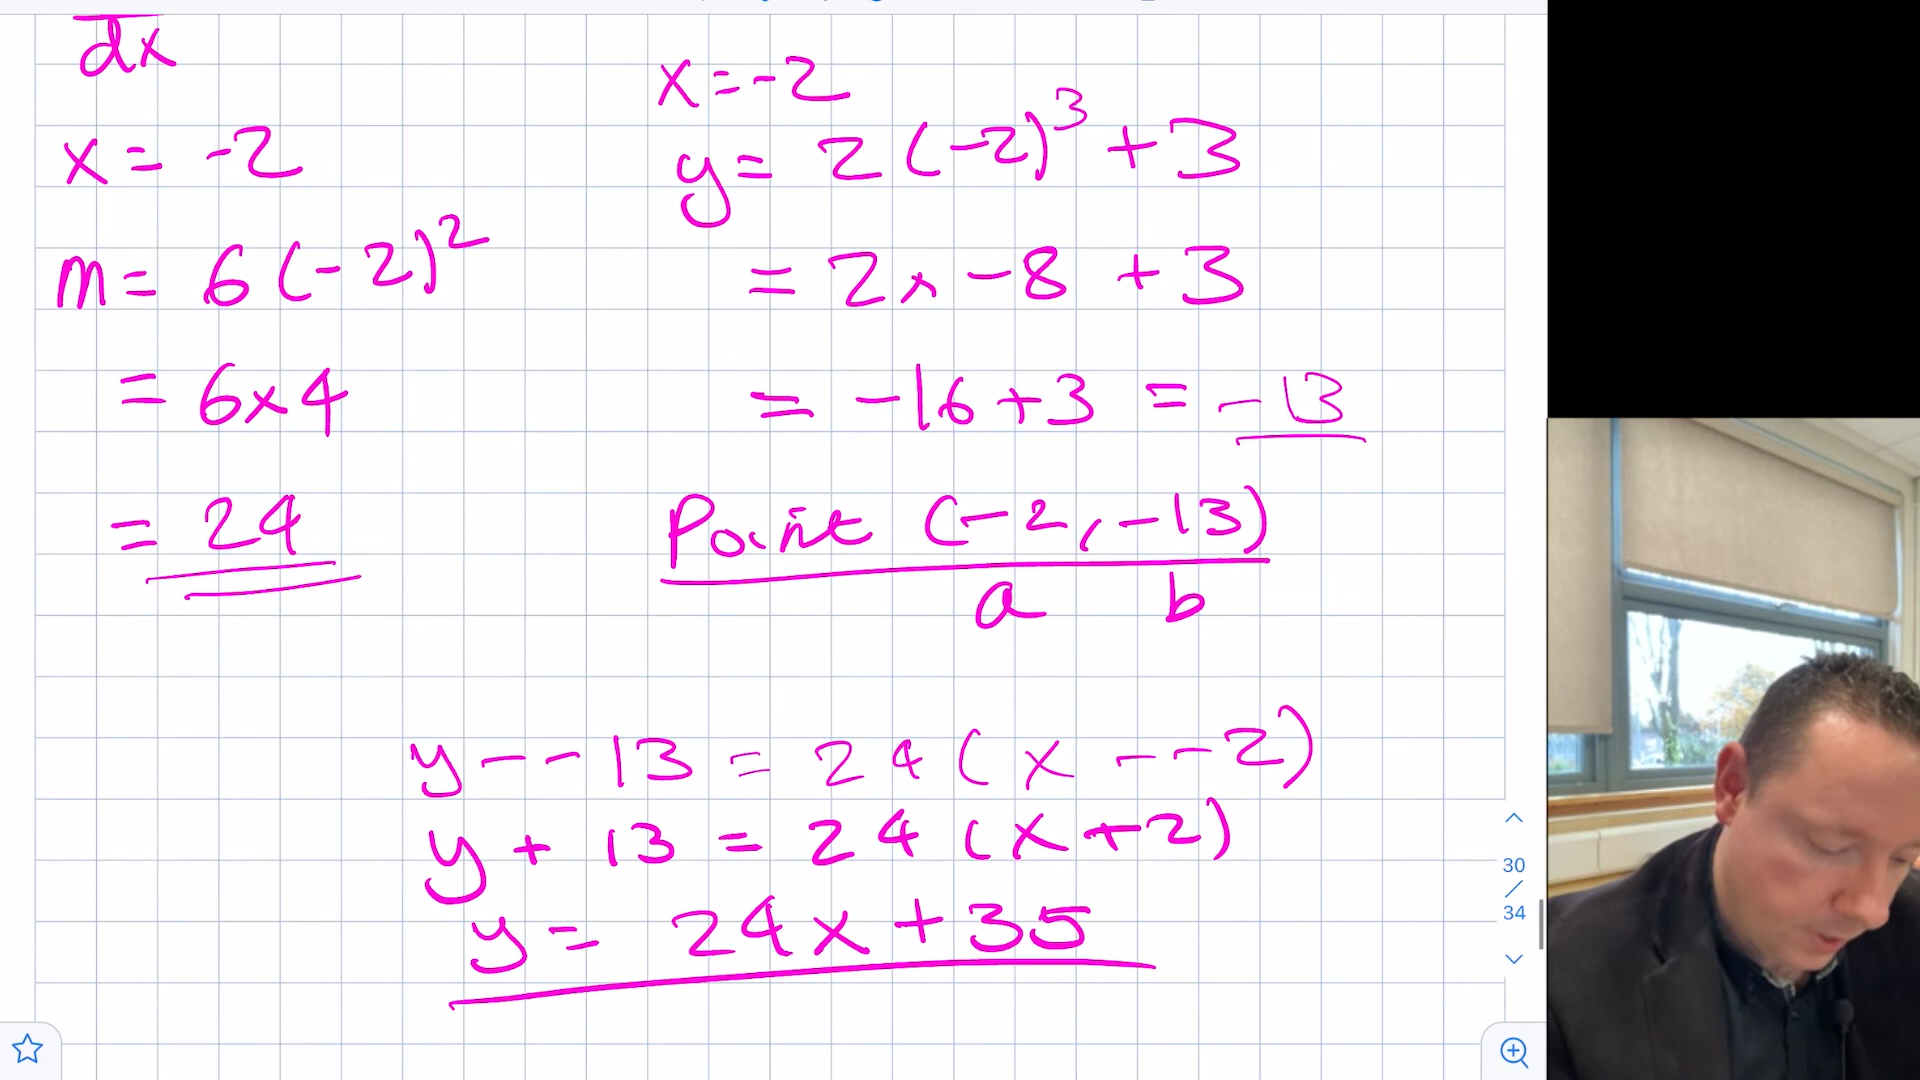 dx
x = -2
m = 6(-2)²
= 6×4
= 24
x = -2
y = 2(-2)³ + 3
= 2× -8 + 3
= -16 + 3 = -13
Point (-2, -13)
a b
y - -13 = 24(x - -2)
y + 13 = 24(x+2)
y = 24x + 35
30
/
34